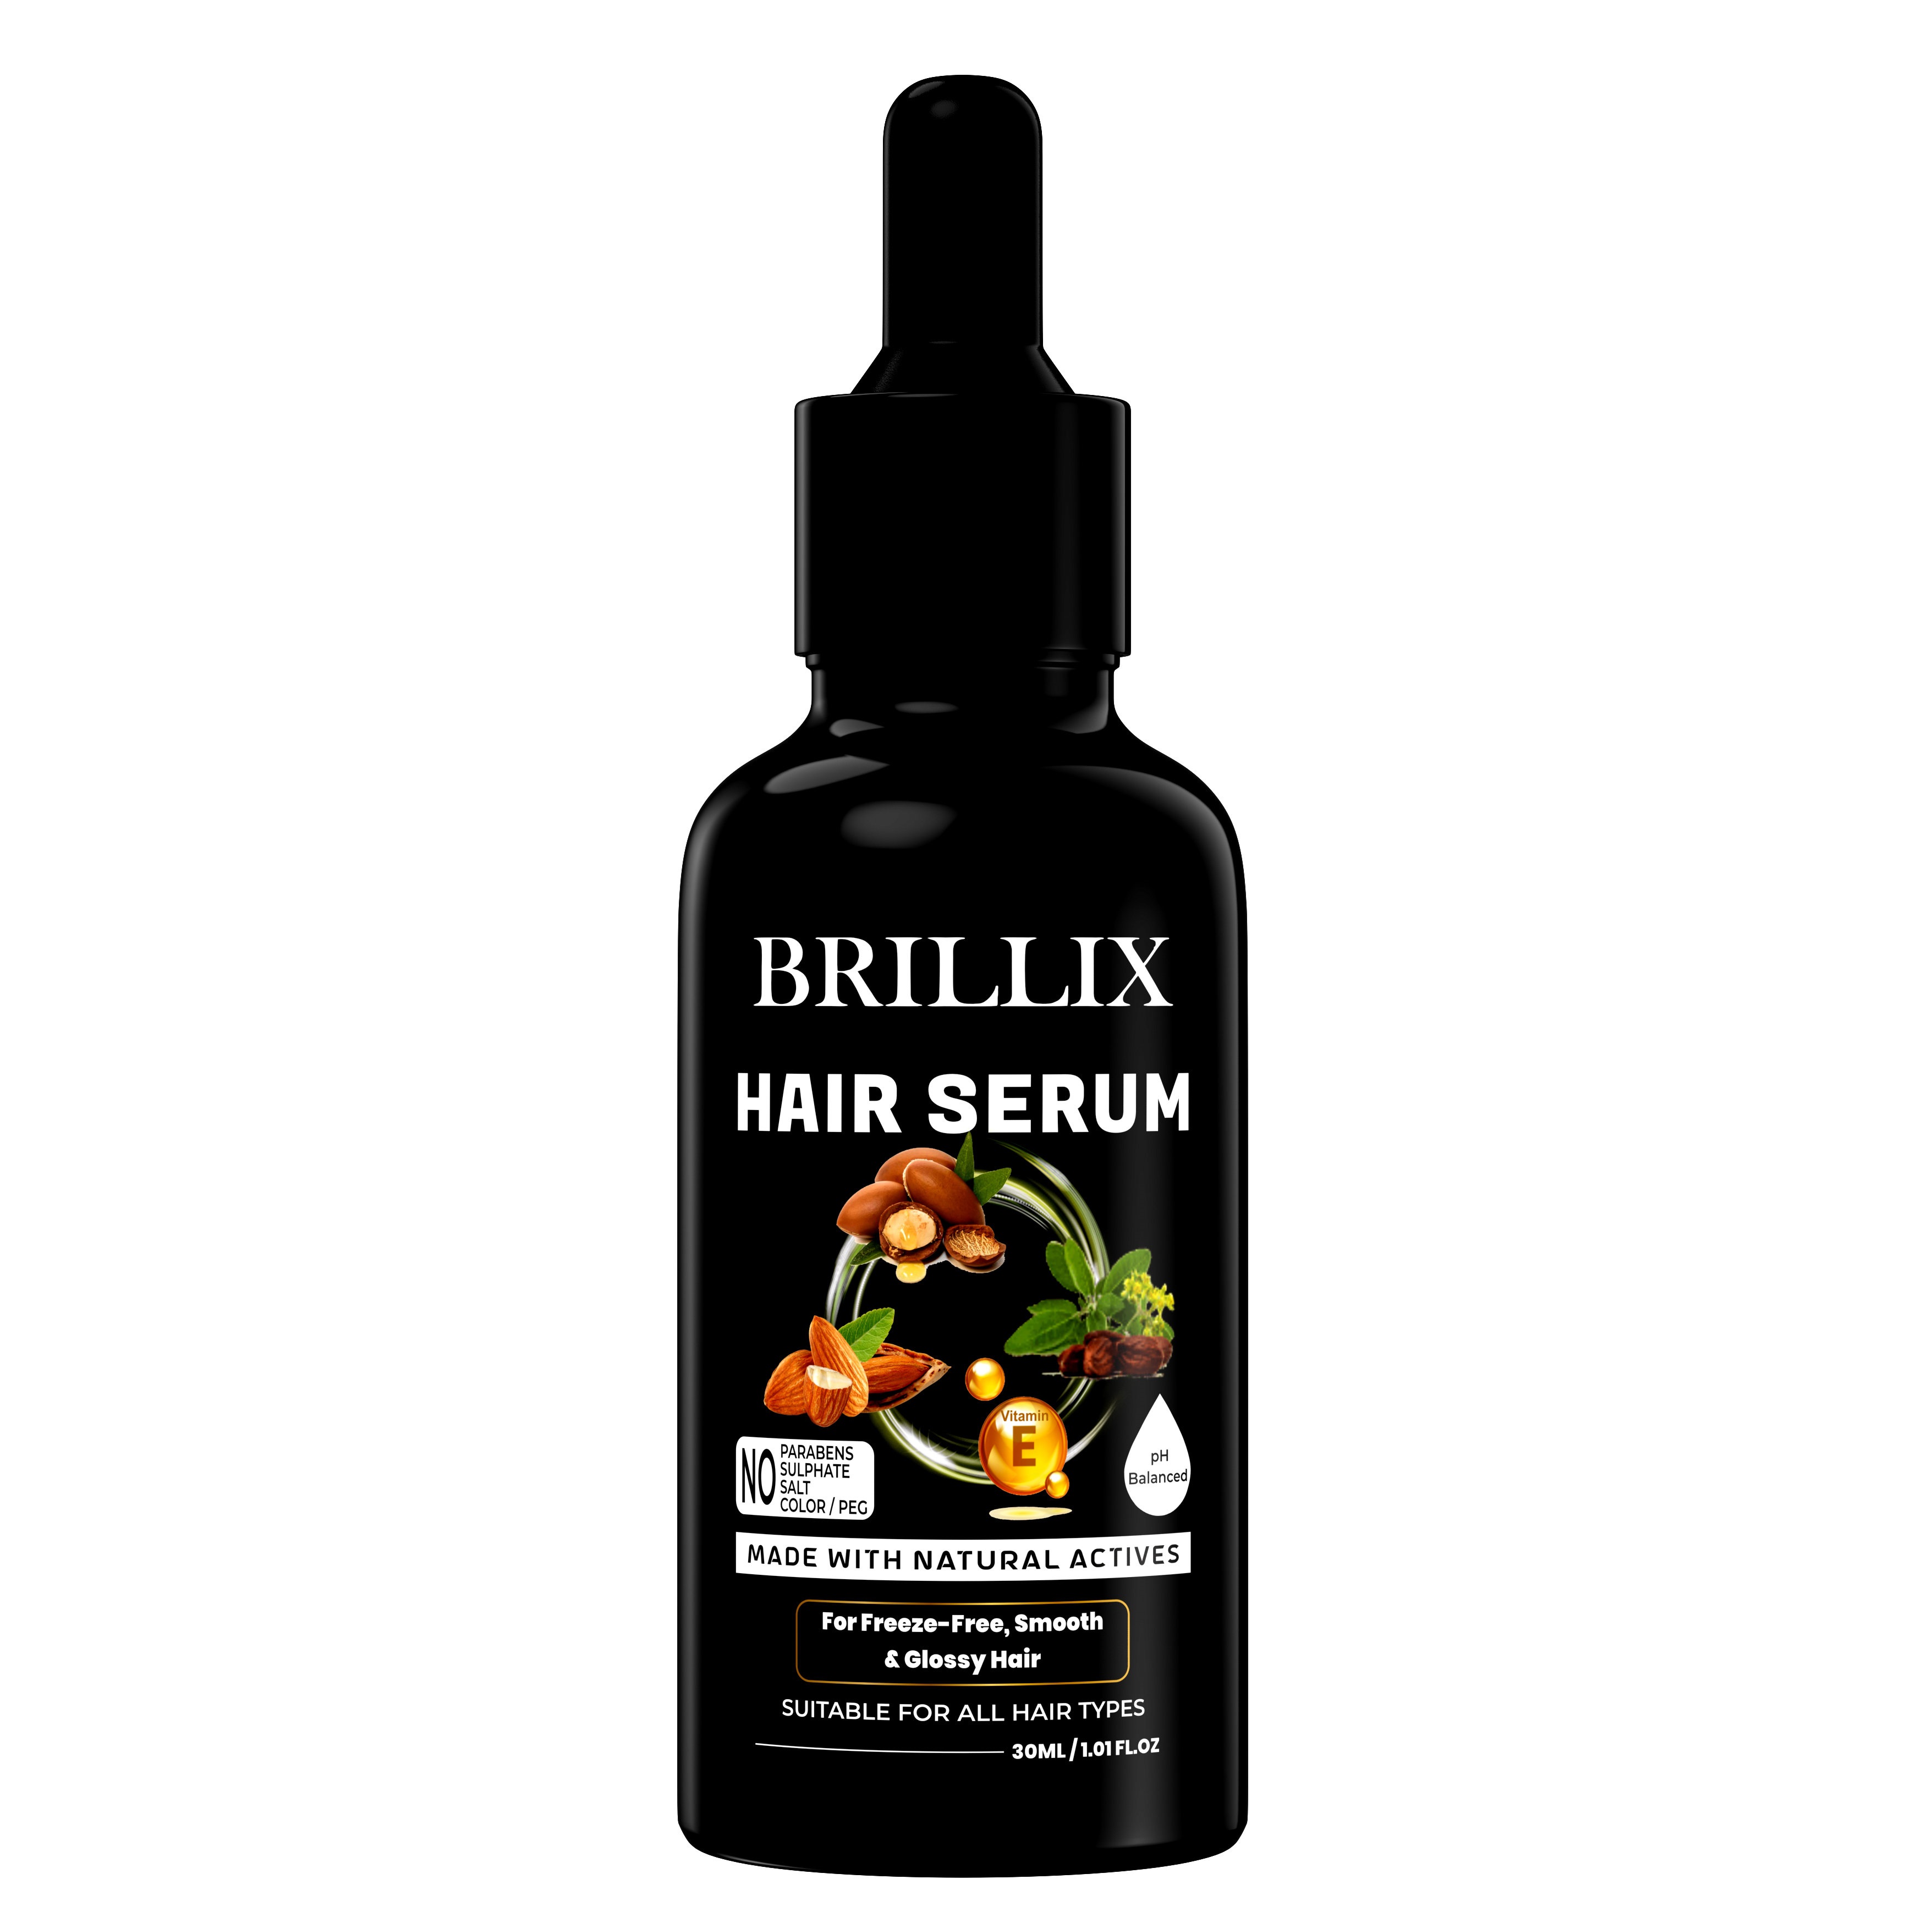 BRILLIX
HAIR SERUM
Vitamin
E
NO
PARABENS
SULPHATE
SALT
COLOR / PEG
pH
Balanced
MADE WITH NATURAL ACTIVES
For Freeze-Free, Smooth
& Glossy Hair
SUITABLE FOR ALL HAIR TYPES
30ML / 1.01 FL.OZ